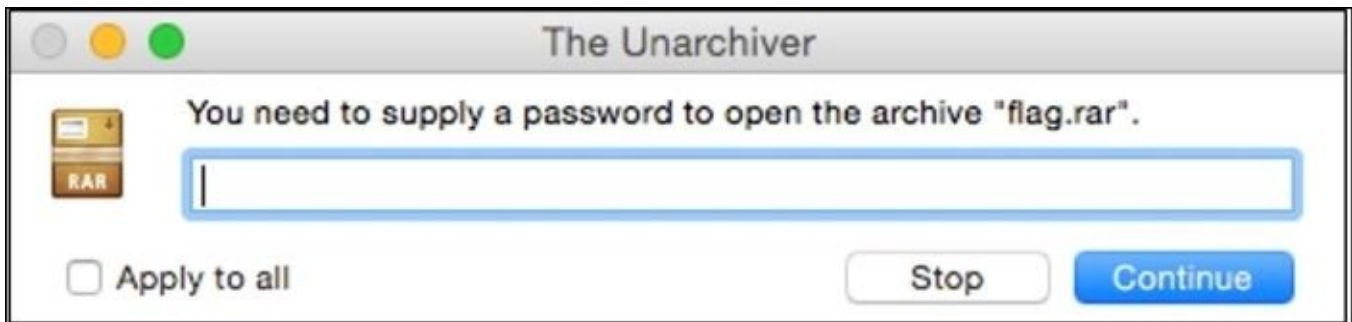 The Unarchiver
You need to supply a password to open the archive "flag.rar".
RAR
Apply to all
Stop
Continue